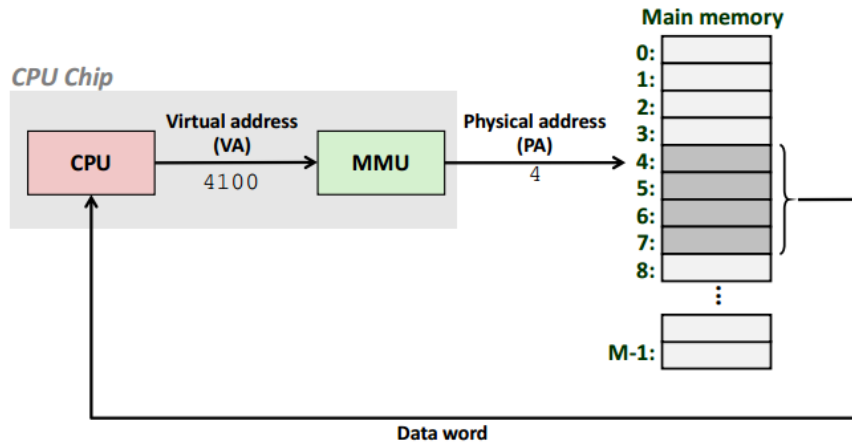 Main memory
CPU Chip
Virtual address
(VA)
Physical address
(PA)
CPU
4100
MMU
4
0:
1:
2:
3:
4:
5:
6:
7:
8:
...
M-1:
Data word